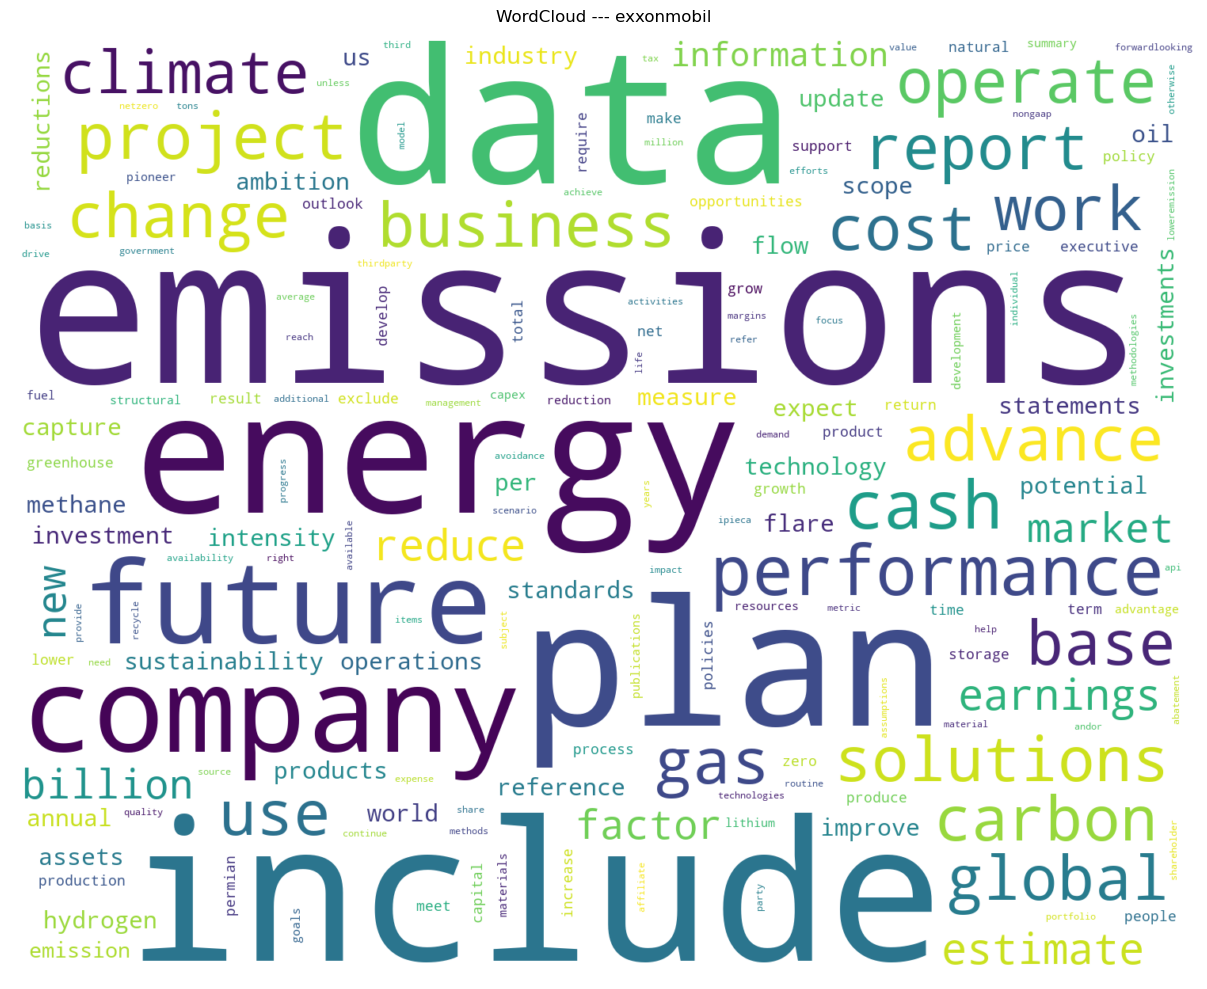 WordCloud --- exxonmobil
third
value
natural
summary
forwardlooking
reductions
climate
unless
us
data
industry
tax
information
operate
otherwise
netzero
tons
update
nongaap
project
model
require
make
million
support
report
oil
policy
pioneer
ambition
efforts
scope
change
outlook
achieve
business
opportunities
cost
work
loweremission
basis
drive
government
flow
price
executive
thirdparty
emissions
average
reach
develop
total
activities
net
life
grow
margins
refer
focus
individual
development
methodologies
investments
fuel
structural
result
additional
exclude
management
capex
reduction
measure
expect
return
statements
capture
greenhouse
energy
progress
avoidance
per
scenario
demand
product
advance
technology
growth
years
methane
ipieca
flare
cash
potential
market
investment
intensity
availability
right
available
reduce
performance
api
new
future
standards
impact
provide
recycle
items
subject
plan
resources
metric
time
term
advantage
publications
policies
help
storage
base
lower
need
sustainability
operations
earnings
assumptions
abatement
company
material
andor
process
gas
zero
solutions
billion
source
products
expense
reference
technologies
routine
produce
annual
quality
use
world
share
continue
methods
factor
lithium
improve
carbon
assets
production
include
permian
goals
meet
capital
materials
increase
affiliate
party
global
shareholder
hydrogen
portfolio
people
emission
estimate